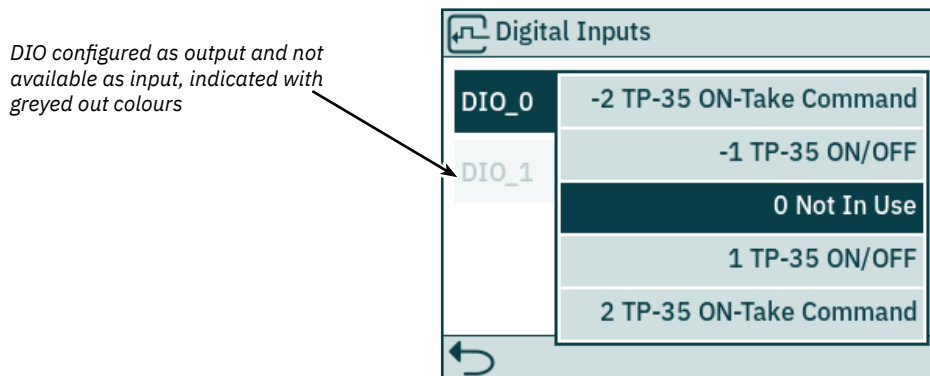 DIO configured as output and not
available as input, indicated with
greyed out colours
Digital Inputs
DIO_0
DIO_1
-2 TP-35 ON-Take Command
-1 TP-35 ON/OFF
0 Not In Use
1 TP-35 ON/OFF
2 TP-35 ON-Take Command